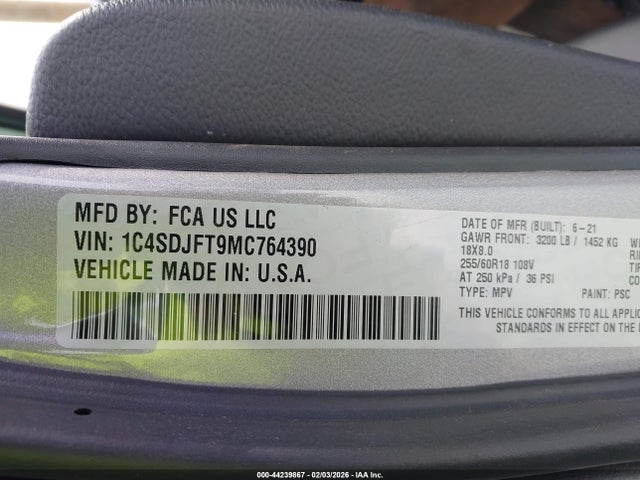 MFD BY: FCA US LLC
VIN: 1C4SDJFT9MC764390
VEHICLE MADE IN: U.S.A.
DATE OF MFR (BUILT): 6-21
GAWR FRONT: 3200 LB / 1452 KG
18X8.0
255/60R18 108V
AT 250 kPa / 36 PSI
TYPE: MPV PAINT: PSC
THIS VEHICLE CONFORMS TO ALL APPLIC
STANDARDS IN EFFECT ON THE
000-44239867 - 02/03/2026 - IAA Inc.